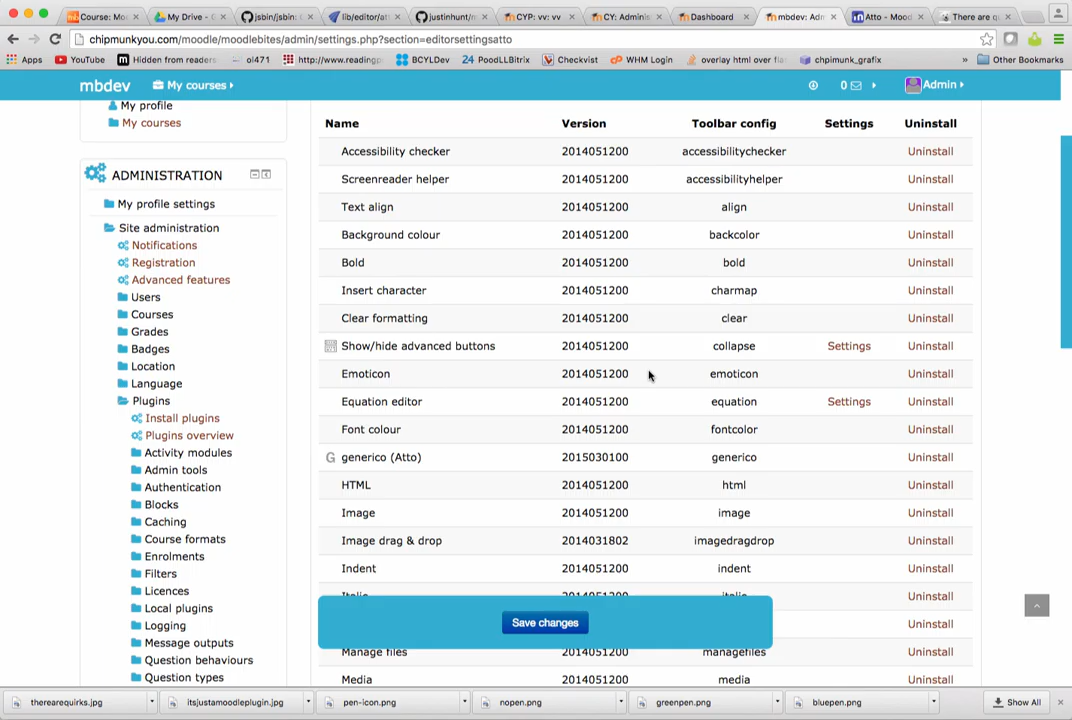 Course: Moo
My Drive - G
jsbin/jsbin:
lib/editor/att
justinhunt/m
CYP: vv: vv
CY: Adminis
Dashboard
mbdev: Adm
Atto - Mood
There are qu
chipmunkyou.com/moodle/moodlebites/admin/settings.php?section=editorsettingsatto
Apps
YouTube
Hidden from readers
ol471
http://www.readingp
BCYLDev
PoodLLBitrix
Checkvist
WHM Login
overlay html over fla
chpimunk_grafix
»
Other Bookmarks
mbdev
My courses
0
Admin
My profile
My courses
ADMINISTRATION
My profile settings
Site administration
Notifications
Registration
Advanced features
Users
Courses
Grades
Badges
Location
Language
Plugins
Install plugins
Plugins overview
Activity modules
Admin tools
Authentication
Blocks
Caching
Course formats
Enrolments
Filters
Licences
Local plugins
Logging
Message outputs
Question behaviours
Question types
Name Version Toolbar config Settings Uninstall
Accessibility checker 2014051200 accessibilitychecker Uninstall
Screenreader helper 2014051200 accessibilityhelper Uninstall
Text align 2014051200 align Uninstall
Background colour 2014051200 backcolor Uninstall
Bold 2014051200 bold Uninstall
Insert character 2014051200 charmap Uninstall
Clear formatting 2014051200 clear Uninstall
Show/hide advanced buttons 2014051200 collapse Settings Uninstall
Emoticon 2014051200 emoticon Uninstall
Equation editor 2014051200 equation Settings Uninstall
Font colour 2014051200 fontcolor Uninstall
G generico (Atto) 2015030100 generico Uninstall
HTML 2014051200 html Uninstall
Image 2014051200 image Uninstall
Image drag & drop 2014031802 imagedragdrop Uninstall
Indent 2014051200 indent Uninstall
Italic 2014051200 italic Uninstall
Save changes
Uninstall
Manage files 2014051200 managefiles Uninstall
Media 2014051200 media Uninstall
therearequirks.jpg
itsjustamoodleplugin.jpg
pen-icon.png
nopen.png
greenpen.png
bluepen.png
Show All